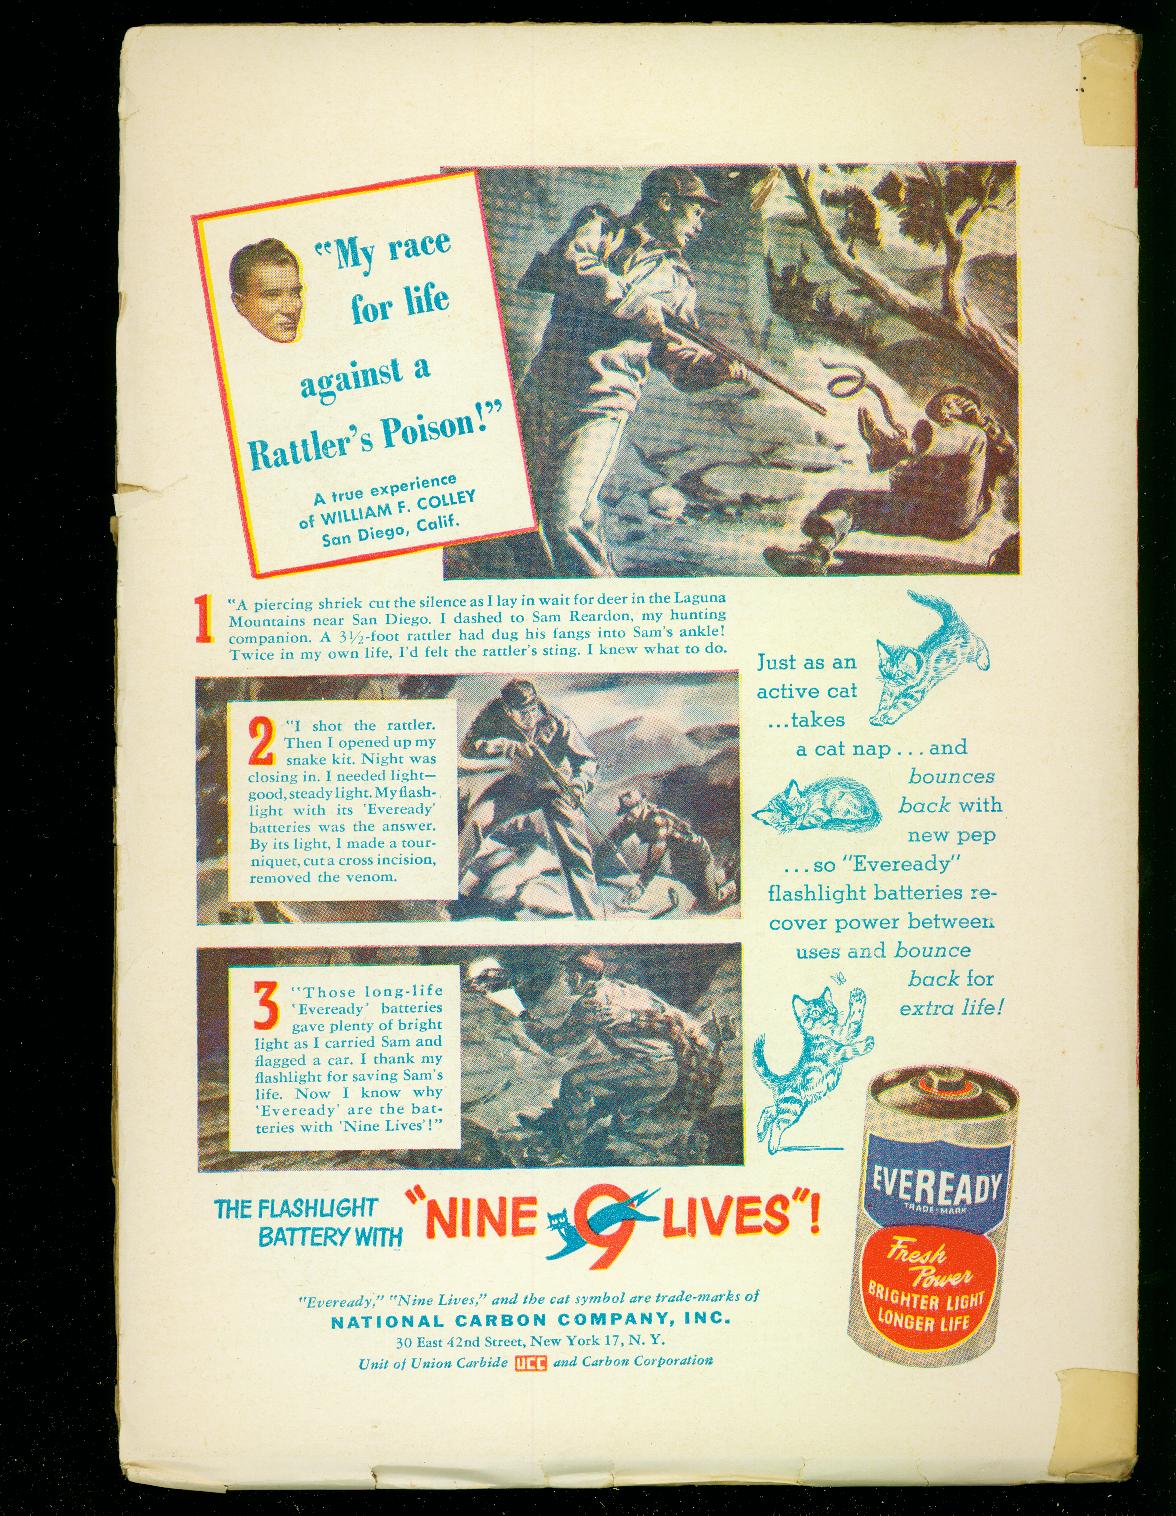 “My race
for life
against a
Rattler’s Poison!”
A true experience
of WILLIAM F. COLLEY
San Diego, Calif.
1 “A piercing shriek cut the silence as I lay in wait for deer in the Laguna
Mountains near San Diego. I dashed to Sam Reardon, my hunting
companion. A 3½-foot rattler had dug his fangs into Sam’s ankle!
Twice in my own life, I’d felt the rattler’s sting. I knew what to do.
2 “I shot the rattler.
Then I opened up my
snake kit. Night was
closing in. I needed light—
good, steady light. My flash-
light with its ‘Eveready’
batteries was the answer.
By its light, I made a tour-
niquet, cut a cross incision,
removed the venom.
3 “Those long-life
‘Eveready’ batteries
gave plenty of bright
light as I carried Sam and
flagged a car. I thank my
flashlight for saving Sam’s
life. Now I know why
‘Eveready’ are the bat-
teries with ‘Nine Lives’!”
Just as an
active cat
...takes
a cat nap...and
bounces
back with
new pep
...so “Eveready”
flashlight batteries re-
cover power between
uses and bounce
back for
extra life!
EVEREADY
TRADE-MARK
Fresh
Power
BRIGHTER LIGHT
LONGER LIFE
THE FLASHLIGHT
BATTERY WITH
“NINE 9 LIVES”!
“Eveready,” “Nine Lives,” and the cat symbol are trade-marks of
NATIONAL CARBON COMPANY, INC.
30 East 42nd Street, New York 17, N. Y.
Unit of Union Carbide UCC and Carbon Corporation